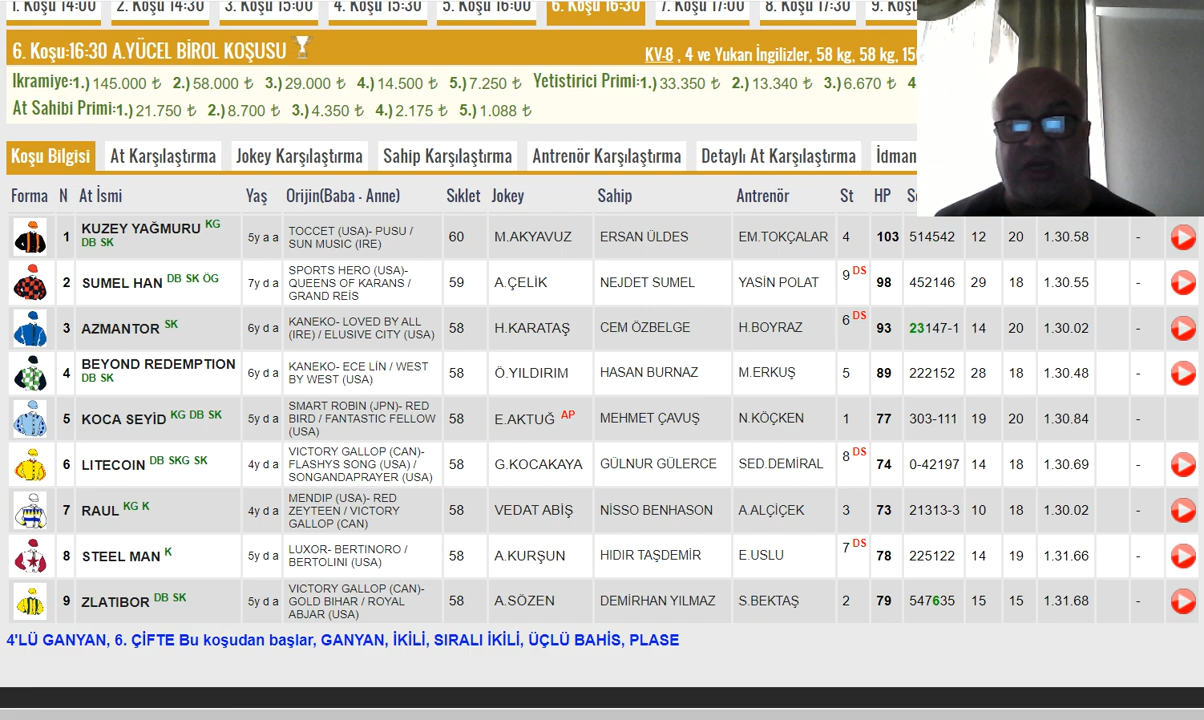 1. Koşu 14:00 2. Koşu 14:30 3. Koşu 15:00 4. Koşu 15:30 5. Koşu 16:00 6. Koşu 16:30 7. Koşu 17:00 8. Koşu 17:30 9. Koşu
6. Koşu:16:30 A.YÜCEL BİROL KOŞUSU
KV-8 , 4 ve Yukarı İngilizler, 58 kg, 58 kg, 15
Ikramiye:1.) 145.000 ₺ 2.) 58.000 ₺ 3.) 29.000 ₺ 4.) 14.500 ₺ 5.) 7.250 ₺ Yetistirici Primi:1.) 33.350 ₺ 2.) 13.340 ₺ 3.) 6.670 ₺ 4
At Sahibi Primi:1.) 21.750 ₺ 2.) 8.700 ₺ 3.) 4.350 ₺ 4.) 2.175 ₺ 5.) 1.088 ₺
Koşu Bilgisi At Karşılaştırma Jokey Karşılaştırma Sahip Karşılaştırma Antrenör Karşılaştırma Detaylı At Karşılaştırma İdman
Forma N At İsmi Yaş Orijin(Baba - Anne) Sıklet Jokey Sahip Antrenör St HP So
1 KUZEY YAĞMURU KG DB SK 5y d a TOCCET (USA)- PUSU / SUN MUSIC (IRE) 60 M.AKYAVUZ ERSAN ÜLDES EM.TOKÇALAR 4 103 514542 12 20 1.30.58 -
2 SUMEL HAN DB SK ÖG 7y d a SPORTS HERO (USA)- QUEENS OF KARANS / GRAND REİS 59 A.ÇELİK NEJDET SUMEL YASİN POLAT 9 DS 98 452146 29 18 1.30.55 -
3 AZMANTOR SK 6y d a KANEKO- LOVED BY ALL (IRE) / ELUSIVE CITY (USA) 58 H.KARATAŞ CEM ÖZBELGE H.BOYRAZ 6 DS 93 23147-1 14 20 1.30.02 -
4 BEYOND REDEMPTION DB SK 6y d a KANEKO- ECE LİN / WEST BY WEST (USA) 58 Ö.YILDIRIM HASAN BURNAZ M.ERKUŞ 5 89 222152 28 18 1.30.48 -
5 KOCA SEYİD KG DB SK 5y a a SMART ROBIN (JPN)- RED BIRD / FANTASTIC FELLOW (USA) 58 E.AKTUĞ AP MEHMET ÇAVUŞ N.KÖÇKEN 1 77 303-111 19 20 1.30.84 -
6 LITECOIN DB SKG SK 4y d a VICTORY GALLOP (CAN)- FLASHYS SONG (USA) / SONGANDAPRAYER (USA) 58 G.KOCAKAYA GÜLNUR GÜLERCE SED.DEMİRAL 8 DS 74 0-42197 14 18 1.30.69 -
7 RAUL KG K 4y d a MENDIP (USA)- RED ZEYTEEN / VICTORY GALLOP (CAN) 58 VEDAT ABİŞ NİSSO BENHASON A.ALÇİÇEK 3 73 21313-3 10 18 1.30.02 -
8 STEEL MAN K 5y d a LUXOR- BERTINORO / BERTOLINI (USA) 58 A.KURŞUN HIDIR TAŞDEMİR E.USLU 7 DS 78 225122 14 19 1.31.66 -
9 ZLATIBOR DB SK 5y d a VICTORY GALLOP (CAN)- GOLD BIHAR / ROYAL ABJAR (USA) 58 A.SÖZEN DEMİRHAN YILMAZ S.BEKTAŞ 2 79 547635 15 15 1.31.68 -
4'LÜ GANYAN, 6. ÇİFTE Bu koşudan başlar, GANYAN, İKİLİ, SIRALI İKİLİ, ÜÇLÜ BAHİS, PLASE